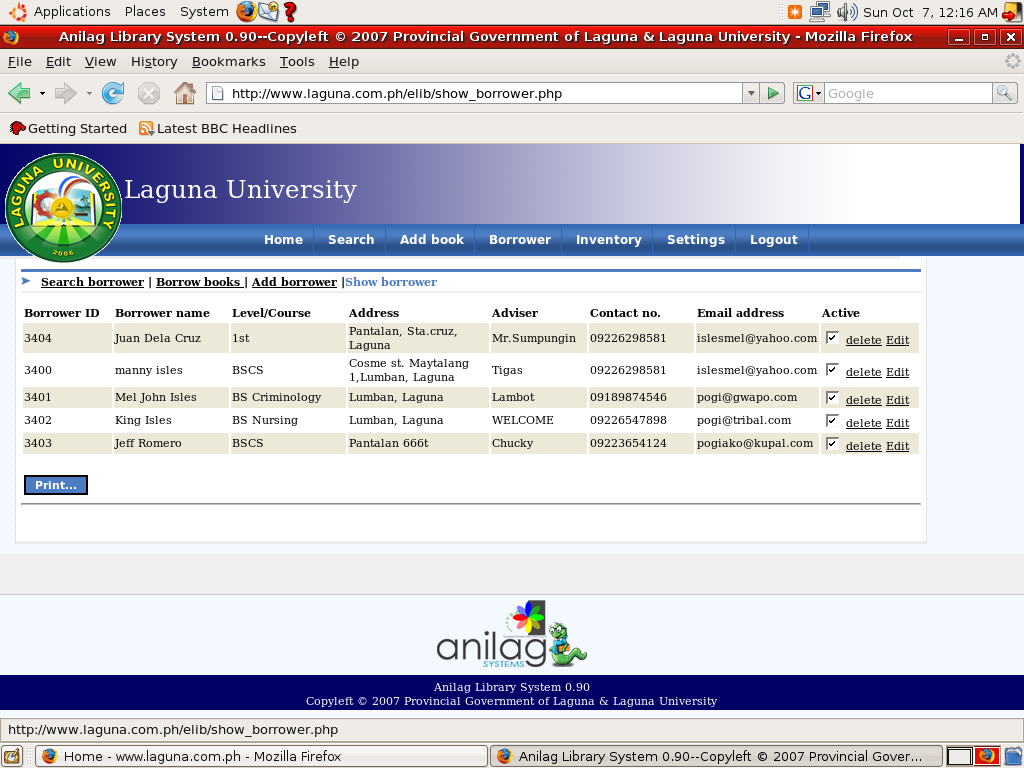 Applications Places System Sun Oct 7, 12:16 AM
Anilag Library System 0.90--Copyleft © 2007 Provincial Government of Laguna & Laguna University - Mozilla Firefox
File Edit View History Bookmarks Tools Help
http://www.laguna.com.ph/elib/show_borrower.php
G Google
Getting Started Latest BBC Headlines
LAGUNA UNIVERSITY
2006
Laguna University
Home Search Add book Borrower Inventory Settings Logout
Search borrower | Borrow books | Add borrower |Show borrower
Borrower ID Borrower name Level/Course Address Adviser Contact no. Email address Active
3404 Juan Dela Cruz 1st Pantalan, Sta.cruz, Laguna Mr.Sumpungin 09226298581 islesmel@yahoo.com delete Edit
3400 manny isles BSCS Cosme st. Maytalang 1,Lumban, Laguna Tigas 09226298581 islesmel@yahoo.com delete Edit
3401 Mel John Isles BS Criminology Lumban, Laguna Lambot 09189874546 pogi@gwapo.com delete Edit
3402 King Isles BS Nursing Lumban, Laguna WELCOME 09226547898 pogi@tribal.com delete Edit
3403 Jeff Romero BSCS Pantalan 666t Chucky 09223654124 pogiako@kupal.com delete Edit
Print...
anilag
SYSTEMS
Anilag Library System 0.90
Copyleft © 2007 Provincial Government of Laguna & Laguna University
http://www.laguna.com.ph/elib/show_borrower.php
Home - www.laguna.com.ph - Mozilla Firefox Anilag Library System 0.90--Copyleft © 2007 Provincial Gover...